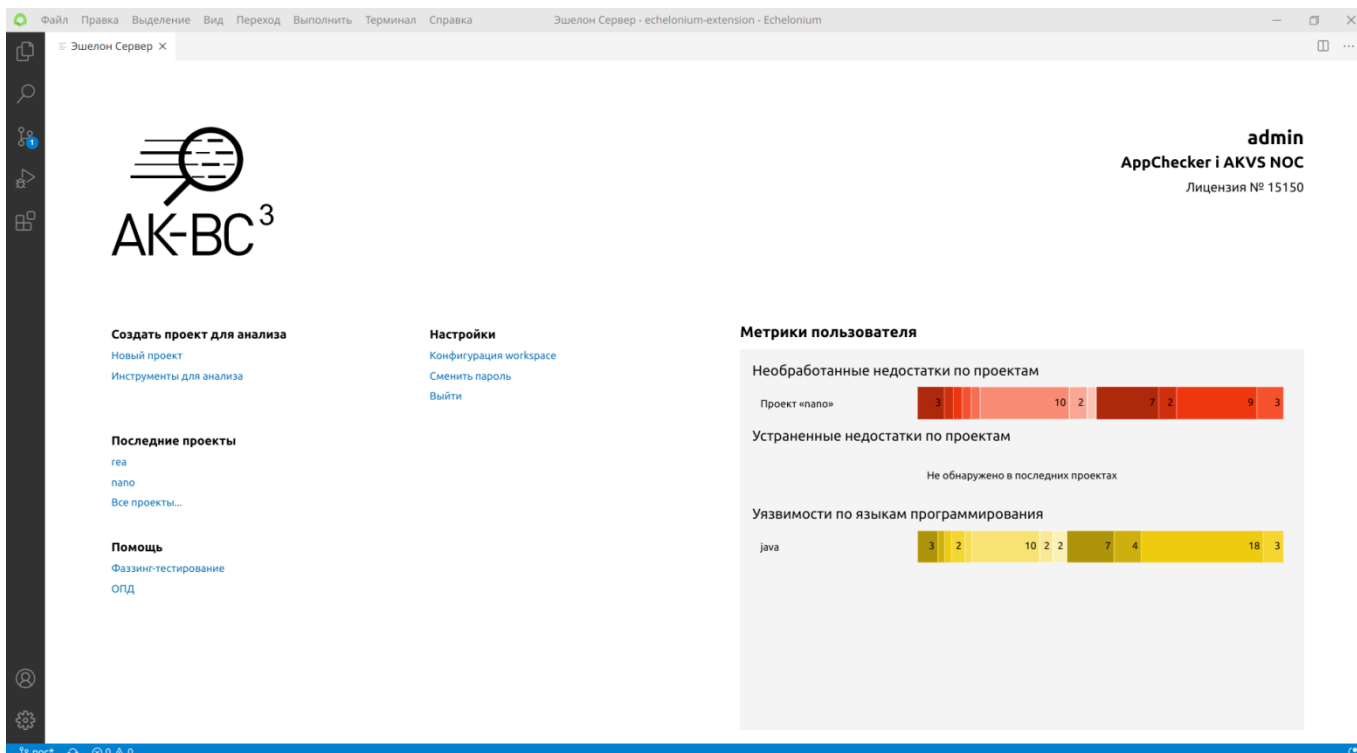 Файл Правка Выделение Вид Переход Выполнить Терминал Справка Эшелон Сервер - echelonium-extension - Echelonium
Эшелон Сервер
1
admin
AppChecker i AKVS NOC
Лицензия № 15150
АК-ВС³
Создать проект для анализа
Новый проект
Инструменты для анализа
Настройки
Конфигурация workspace
Сменить пароль
Выйти
Последние проекты
rea
nano
Все проекты...
Помощь
Фаззинг-тестирование
ОПД
Метрики пользователя
Необработанные недостатки по проектам
Проект «nano» 3 10 2 7 2 9 3
Устраненные недостатки по проектам
Не обнаружено в последних проектах
Уязвимости по языкам программирования
java 3 2 10 2 2 7 4 18 3